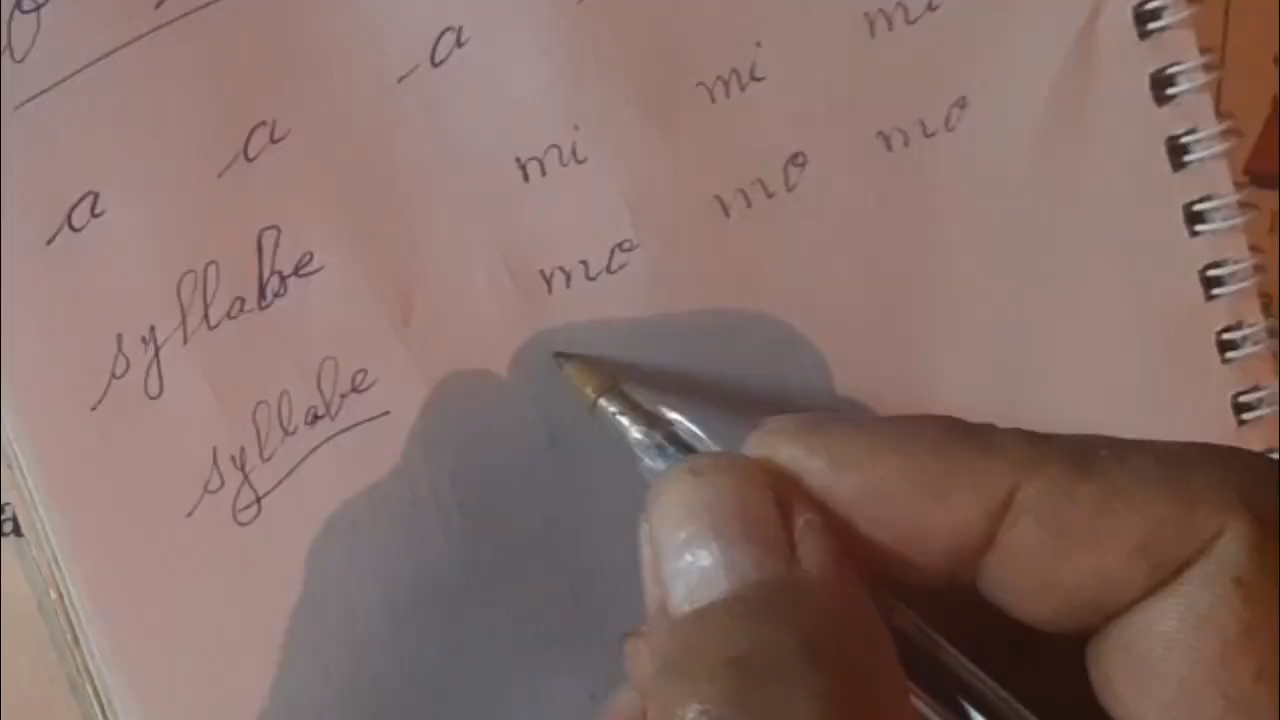 a a a
mi mi mi
mo mo mo
syllabe
syllabe
a